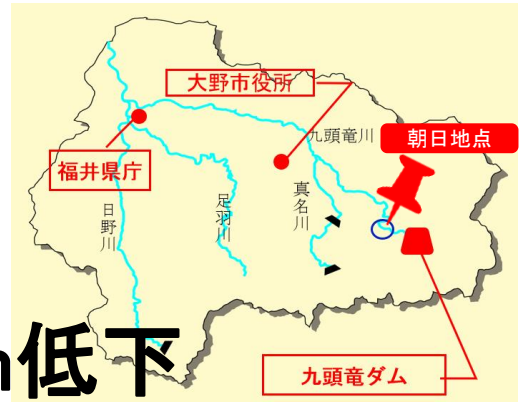 大野市役所
九頭竜川
朝日地点
福井県庁
日野川
足羽川
真名川
低下
九頭竜ダム